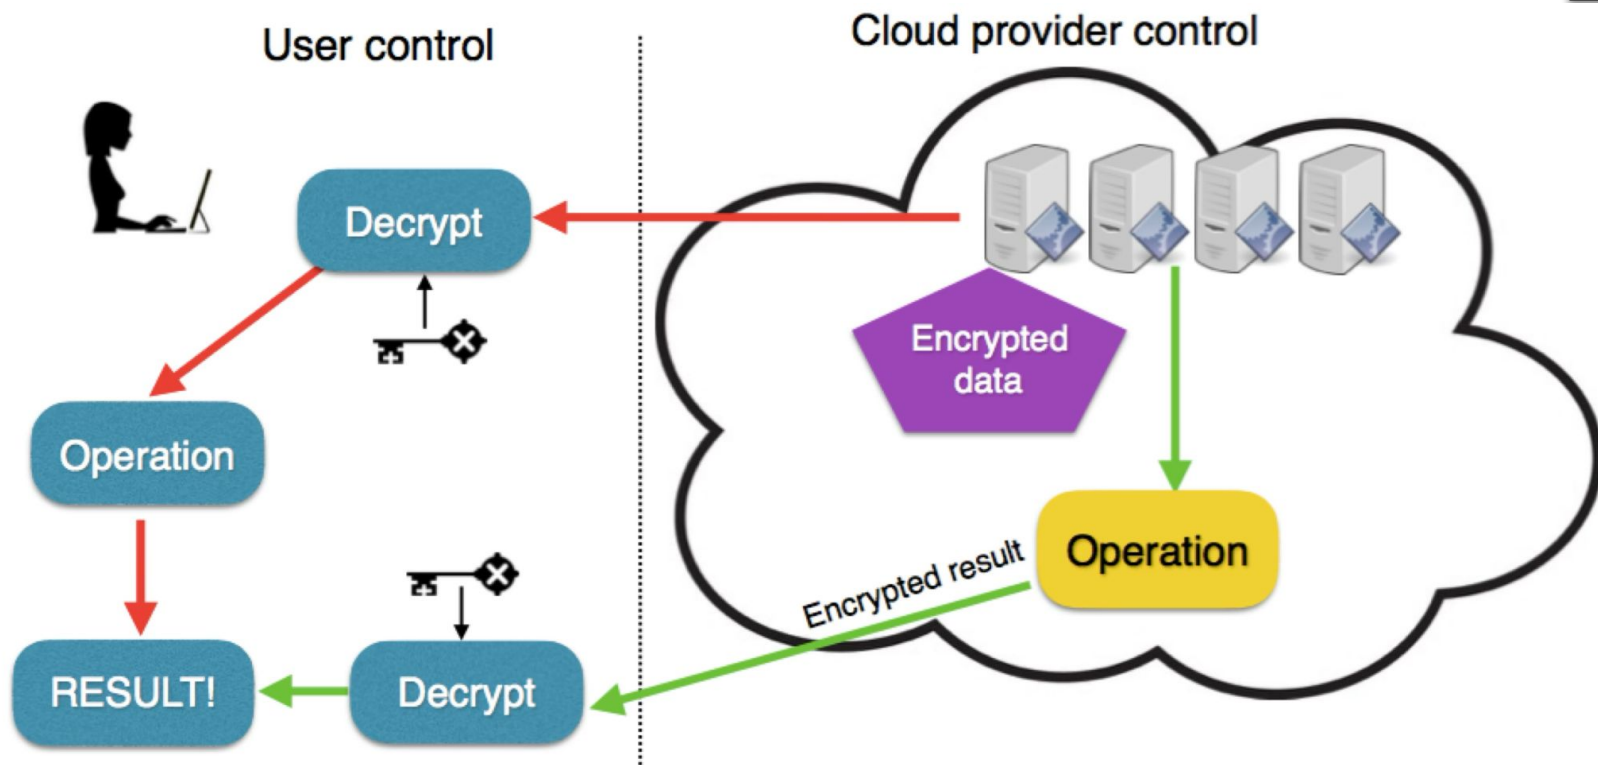 User control
Cloud provider control
Decrypt
Encrypted
data
Operation
Operation
Encrypted result
RESULT!
Decrypt